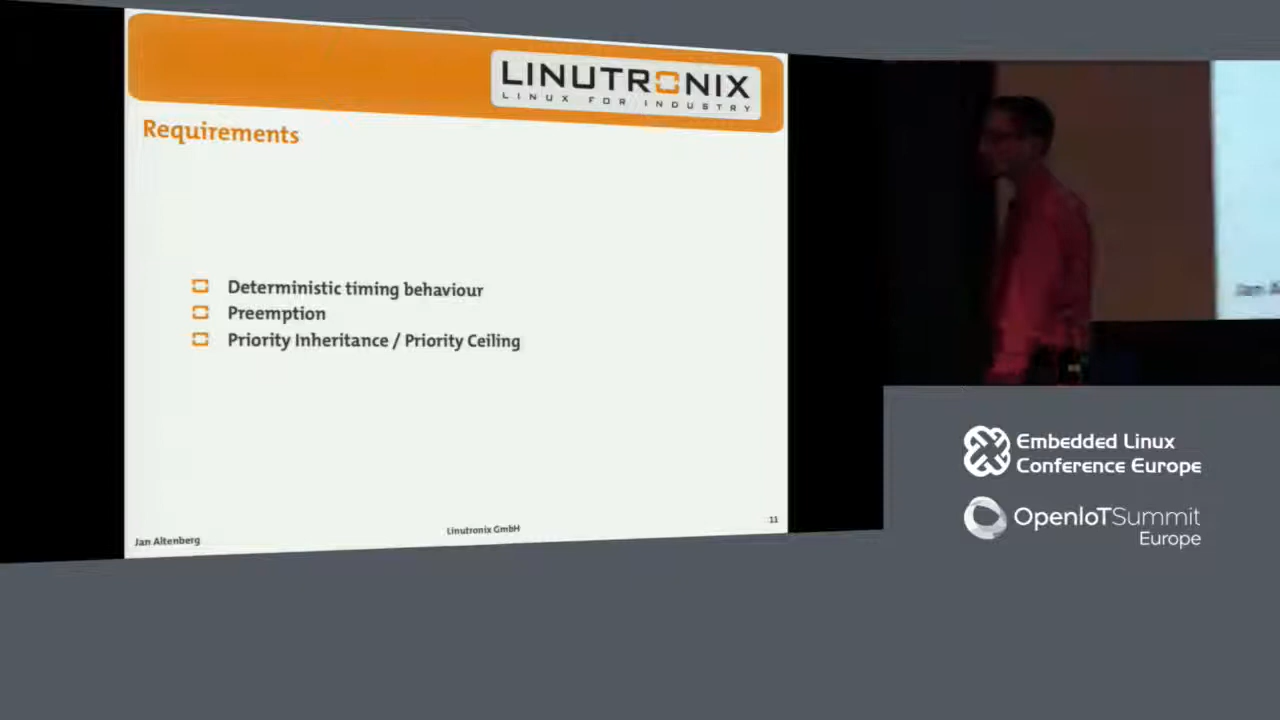 LINUTRONIX
LINUX FOR INDUSTRY
Requirements
Deterministic timing behaviour
Preemption
Priority Inheritance / Priority Ceiling
Jan Altenberg
Linutronix GmbH
11
Jan A
Embedded Linux
Conference Europe
OpenIoTSummit
Europe